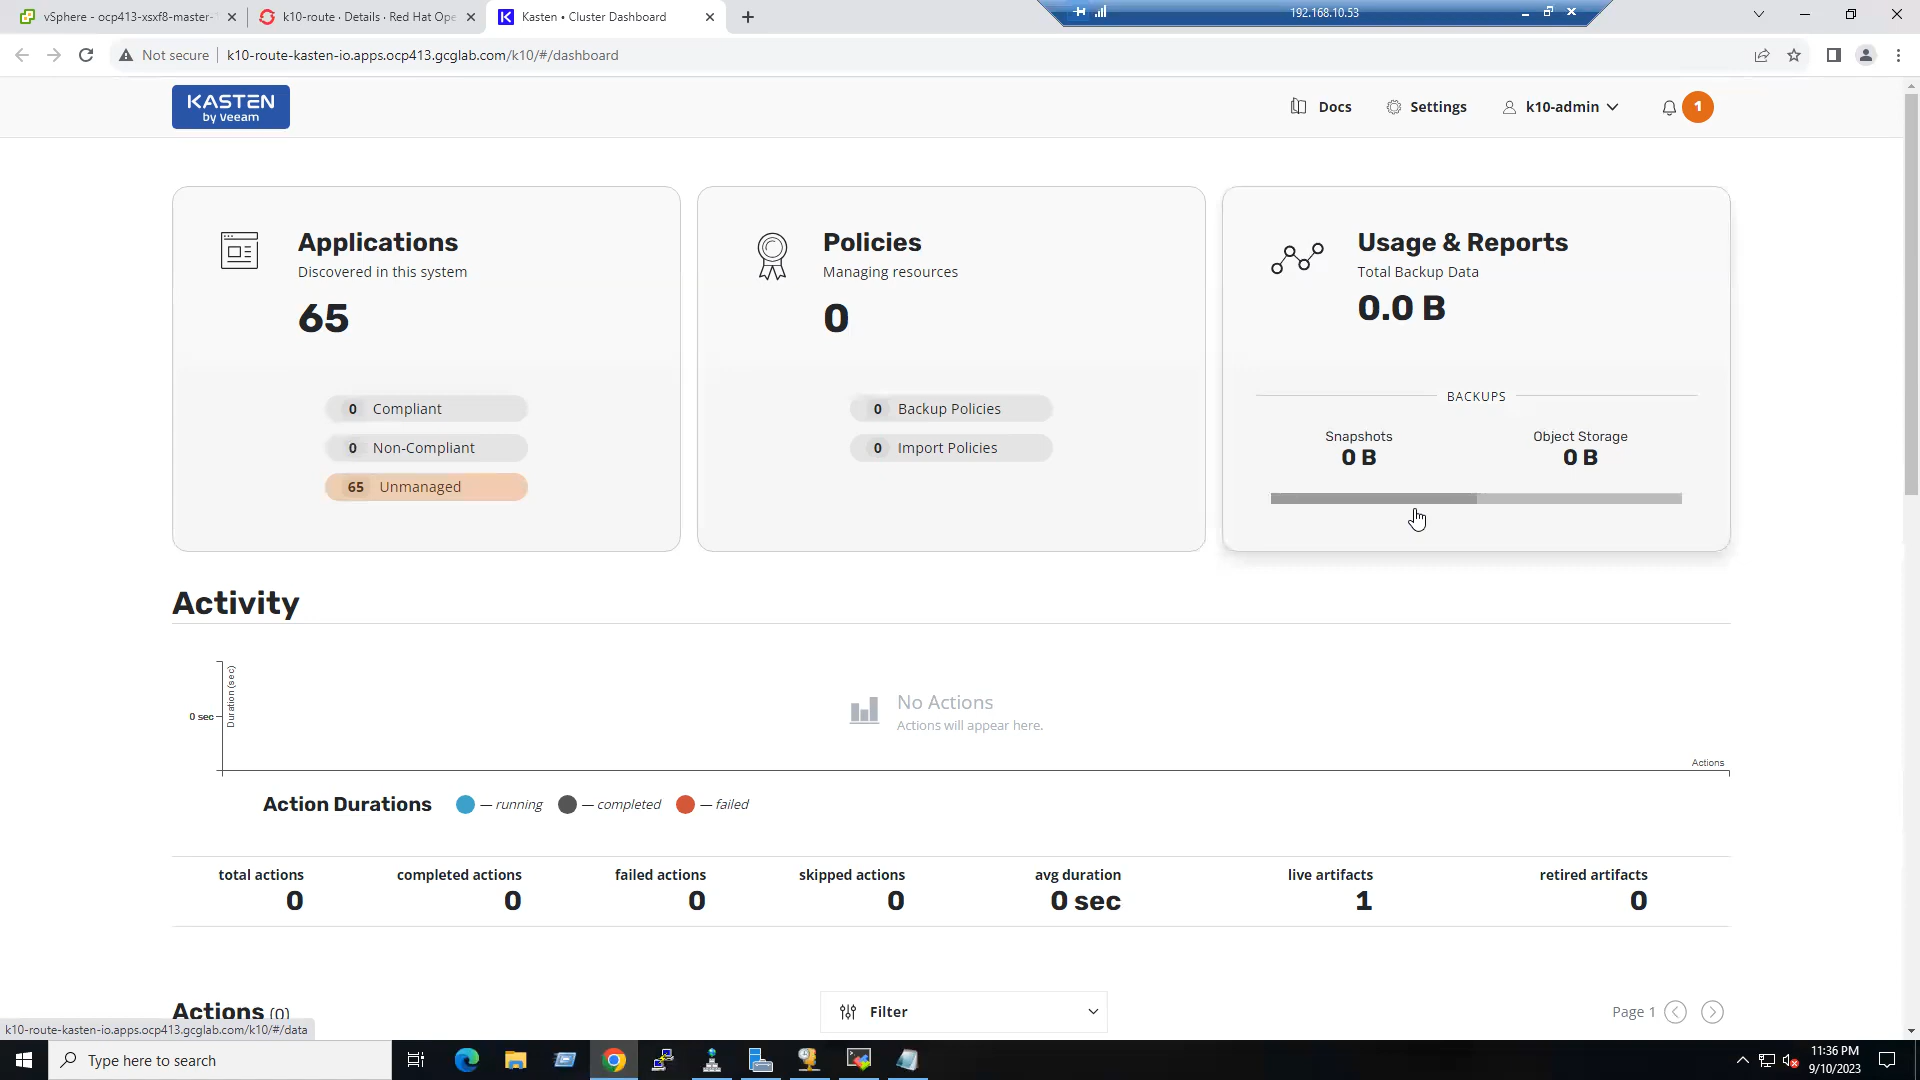 vSphere - ocp413-xsxf8-master-
k10-route · Details · Red Hat Ope
Kasten • Cluster Dashboard
192.168.10.53
Not secure
k10-route-kasten-io.apps.ocp413.gcglab.com/k10/#/dashboard
KASTEN
by Veeam
Docs
Settings
k10-admin
1
Applications
Discovered in this system
65
0 Compliant
0 Non-Compliant
65 Unmanaged
Policies
Managing resources
0
0 Backup Policies
0 Import Policies
Usage & Reports
Total Backup Data
0.0 B
BACKUPS
Snapshots
0 B
Object Storage
0 B
Activity
Duration (sec)
0 sec
No Actions
Actions will appear here.
Actions
Action Durations
— running
— completed
— failed
total actions
0
completed actions
0
failed actions
0
skipped actions
0
avg duration
0 sec
live artifacts
1
retired artifacts
0
Actions (0)
Filter
Page 1
k10-route-kasten-io.apps.ocp413.gcglab.com/k10/#/data
Type here to search
11:36 PM
9/10/2023